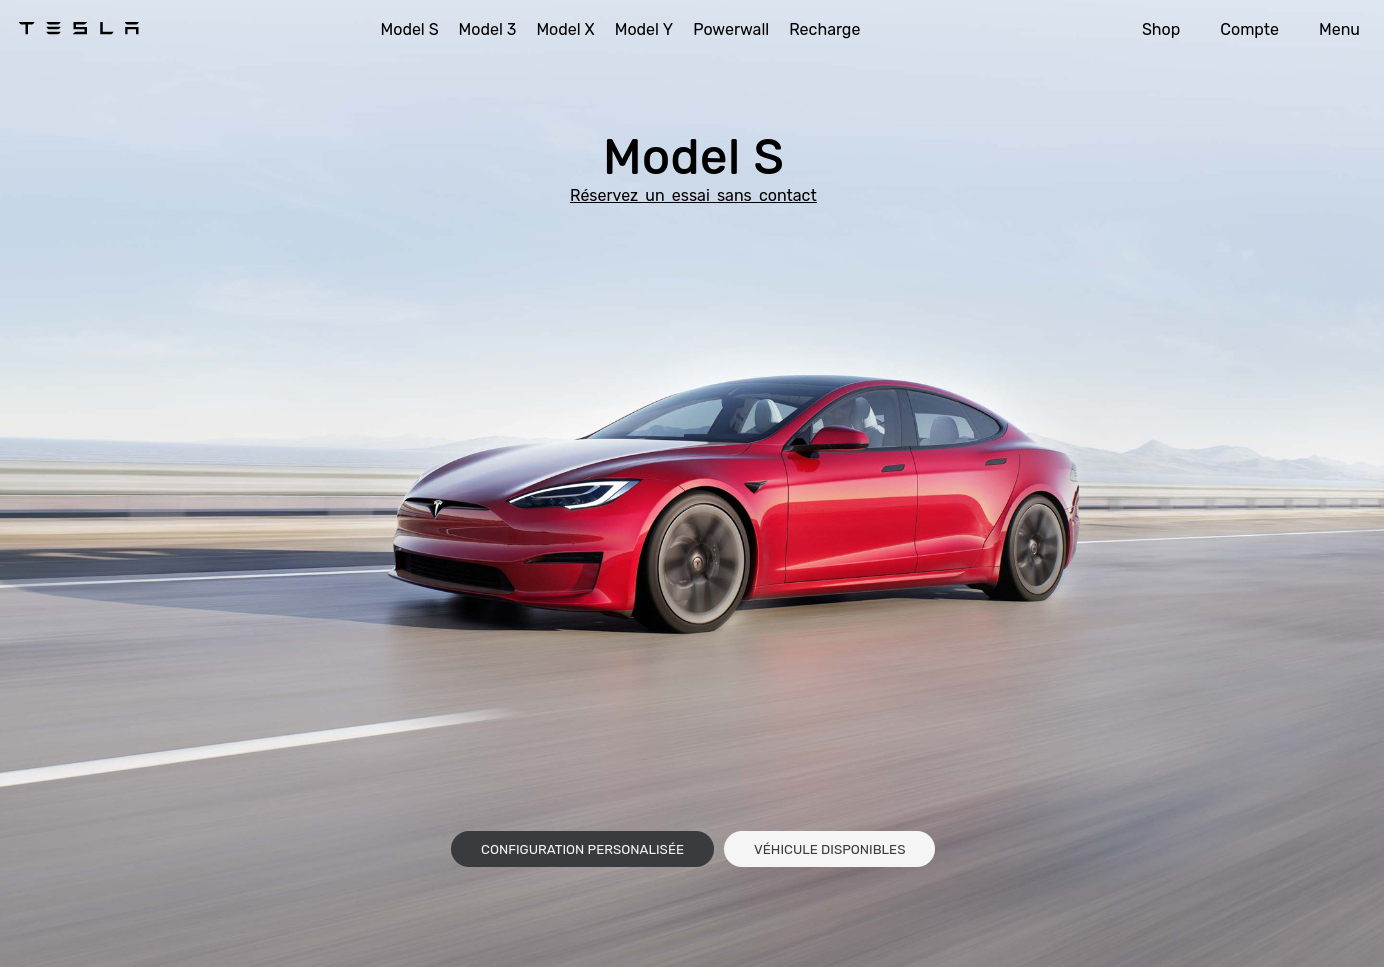 TESLA Model S Model 3 Model X Model Y Powerwall Recharge Shop Compte Menu
Model S
Réservez un essai sans contact
CONFIGURATION PERSONALISÉE VÉHICULE DISPONIBLES